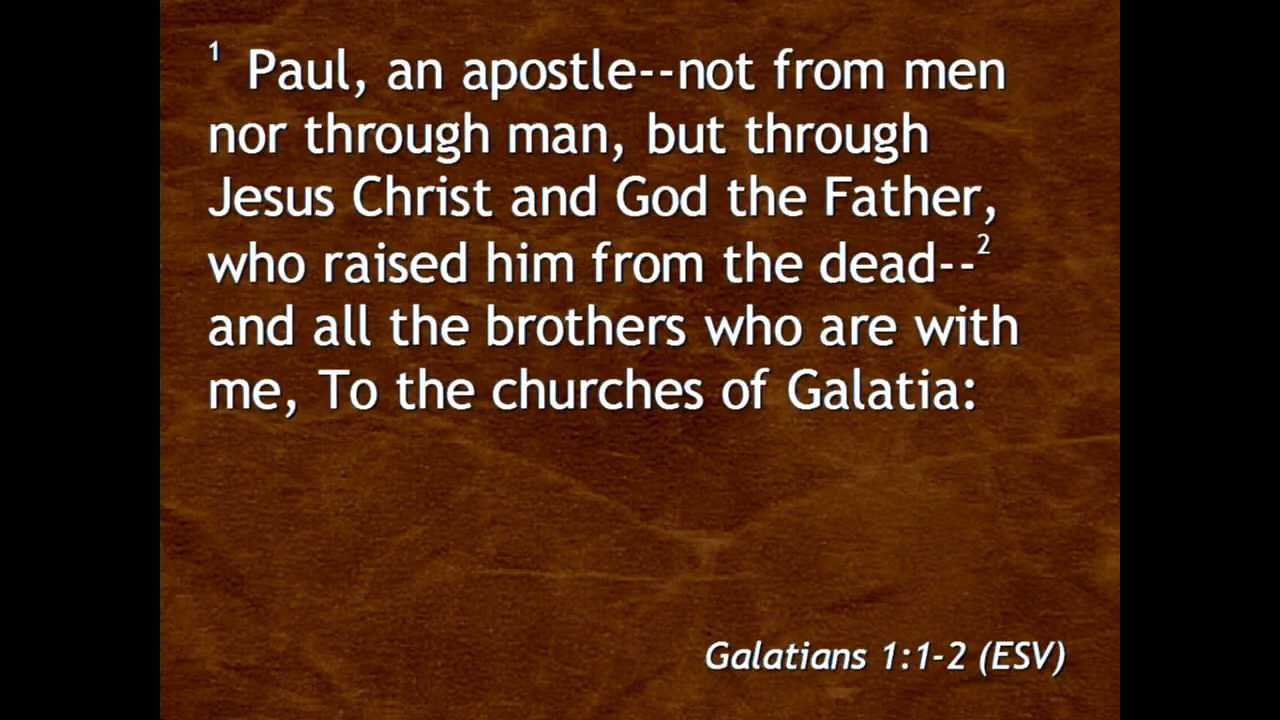 1 Paul, an apostle--not from men
nor through man, but through
Jesus Christ and God the Father,
who raised him from the dead--2
and all the brothers who are with
me, To the churches of Galatia:
Galatians 1:1-2 (ESV)